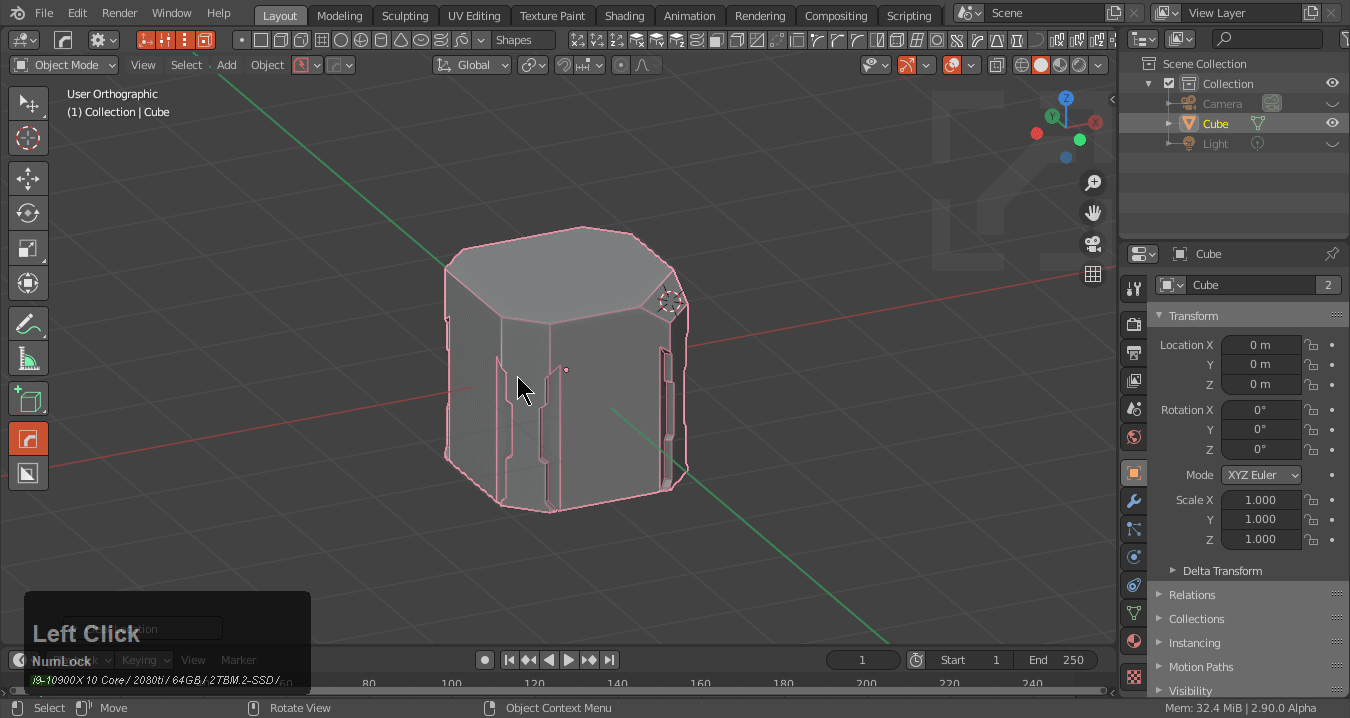 File Edit Render Window Help Layout Modeling Sculpting UV Editing Texture Paint Shading Animation Rendering Compositing Scripting Scene View Layer
Shapes
Object Mode View Select Add Object Global
User Orthographic
(1) Collection | Cube
Z
Y
X
Scene Collection
Collection
Camera
Cube
Light
Cube
Cube 2
Transform
Location X 0 m
Y 0 m
Z 0 m
Rotation X 0°
Y 0°
Z 0°
Mode XYZ Euler
Scale X 1.000
Y 1.000
Z 1.000
Delta Transform
Relations
Collections
Instancing
Motion Paths
Visibility
Left Click
NumLock
i9-10900X 10 Core / 2080ti / 64GB / 2TBM.2-SSD /
Keying View Marker 1 Start 1 End 250
80 100 120 140 160 180 200 220 240
Select Move Rotate View Object Context Menu Mem: 32.4 MiB | 2.90.0 Alpha